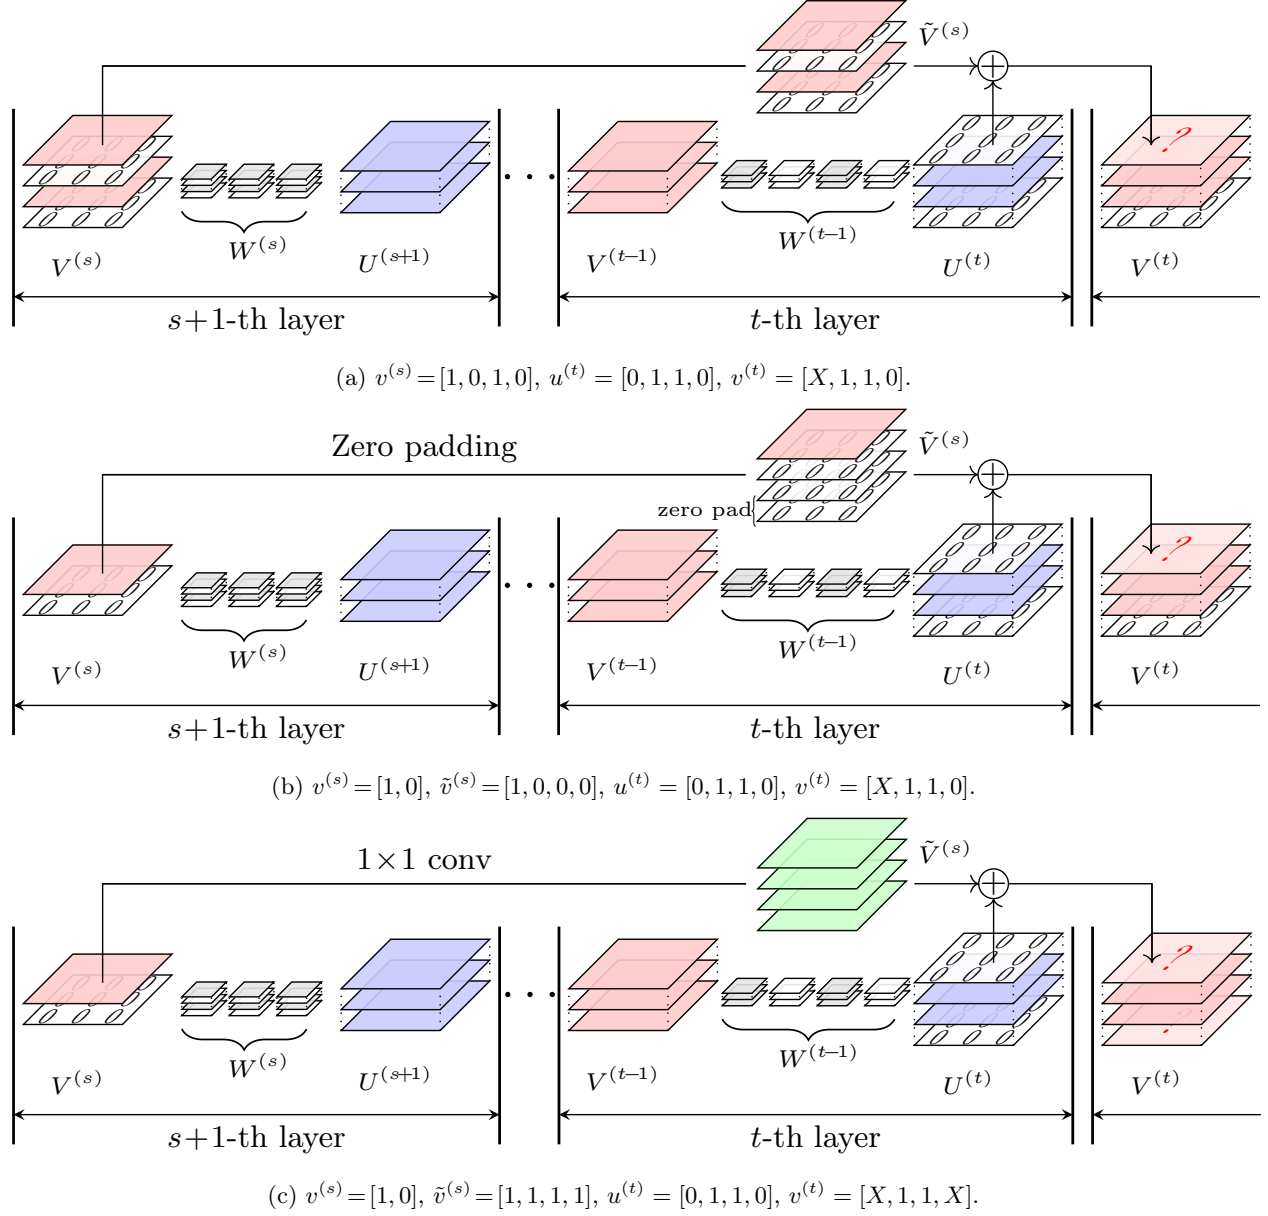 Ṽ^(s)
0 0 0
?
V^(s) W^(s) U^(s+1) V^(t−1) W^(t−1) U^(t) V^(t)
s+1-th layer t-th layer
(a) v^(s) = [1, 0, 1, 0], u^(t) = [0, 1, 1, 0], v^(t) = [X, 1, 1, 0].
Zero padding Ṽ^(s)
zero pad
?
V^(s) W^(s) U^(s+1) V^(t−1) W^(t−1) U^(t) V^(t)
s+1-th layer t-th layer
(b) v^(s) = [1, 0], ṽ^(s) = [1, 0, 0, 0], u^(t) = [0, 1, 1, 0], v^(t) = [X, 1, 1, 0].
1×1 conv Ṽ^(s)
?
?
V^(s) W^(s) U^(s+1) V^(t−1) W^(t−1) U^(t) V^(t)
s+1-th layer t-th layer
(c) v^(s) = [1, 0], ṽ^(s) = [1, 1, 1, 1], u^(t) = [0, 1, 1, 0], v^(t) = [X, 1, 1, X].